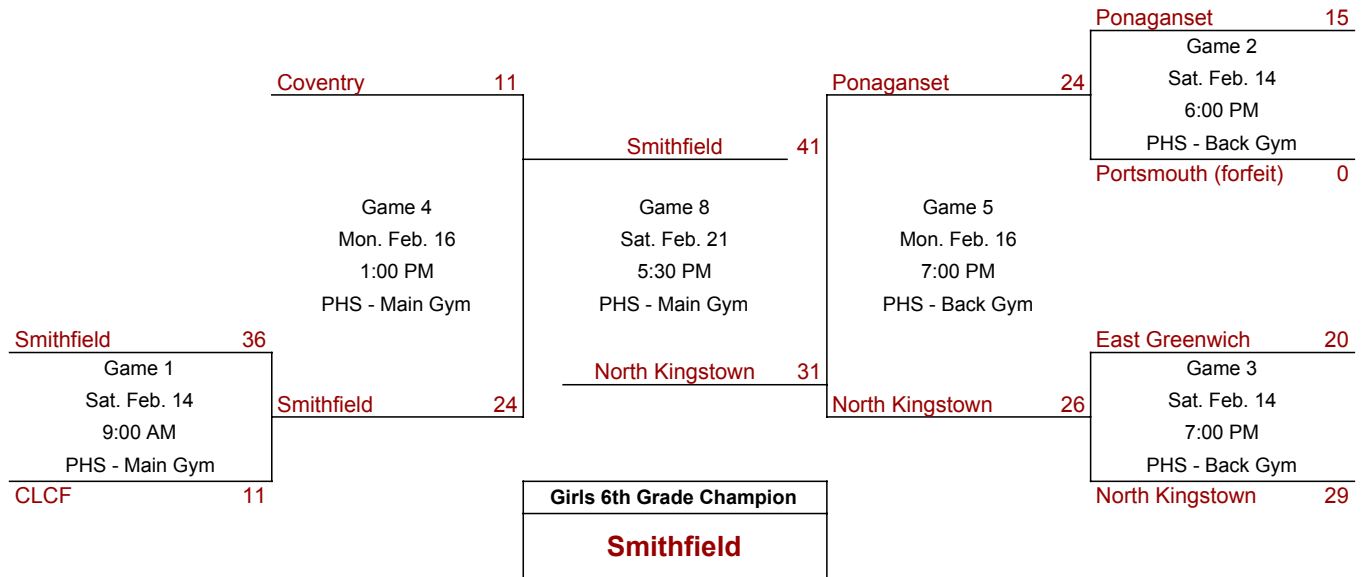 Ponaganset 15
Game 2
Sat. Feb. 14
6:00 PM
PHS - Back Gym
Portsmouth (forfeit) 0
Coventry 11
Ponaganset 24
Smithfield 41
Game 4
Mon. Feb. 16
1:00 PM
PHS - Main Gym
Game 8
Sat. Feb. 21
5:30 PM
PHS - Main Gym
Game 5
Mon. Feb. 16
7:00 PM
PHS - Back Gym
Smithfield 36
Game 1
Sat. Feb. 14
9:00 AM
PHS - Main Gym
CLCF 11
Smithfield 24
North Kingstown 31
North Kingstown 26
East Greenwich 20
Game 3
Sat. Feb. 14
7:00 PM
PHS - Back Gym
North Kingstown 29
Girls 6th Grade Champion
Smithfield